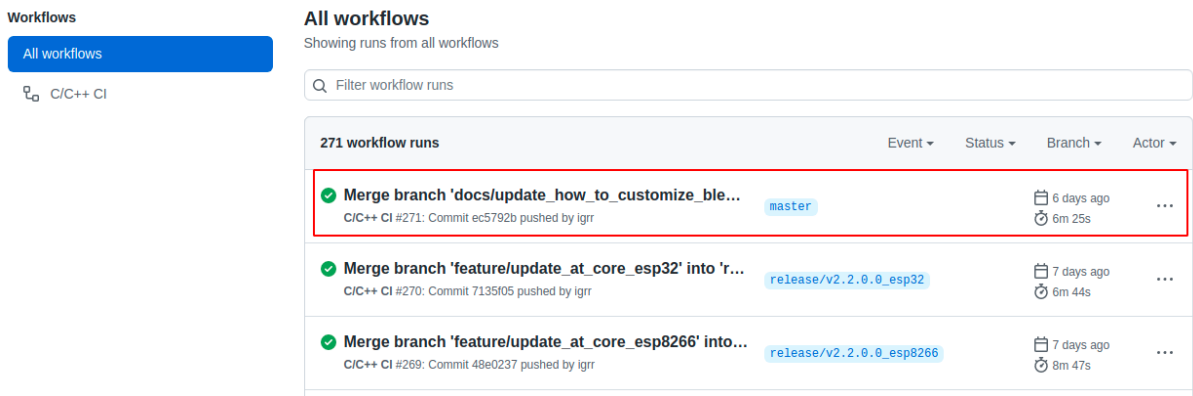 Workflows
All workflows
C/C++ CI
All workflows
Showing runs from all workflows
Filter workflow runs
271 workflow runs Event Status Branch Actor
Merge branch 'docs/update_how_to_customize_ble…
C/C++ CI #271: Commit ec5792b pushed by igrr
master
6 days ago
6m 25s
Merge branch 'feature/update_at_core_esp32' into 'r…
C/C++ CI #270: Commit 7135f05 pushed by igrr
release/v2.2.0.0_esp32
7 days ago
6m 44s
Merge branch 'feature/update_at_core_esp8266' into…
C/C++ CI #269: Commit 48e0237 pushed by igrr
release/v2.2.0.0_esp8266
7 days ago
8m 47s